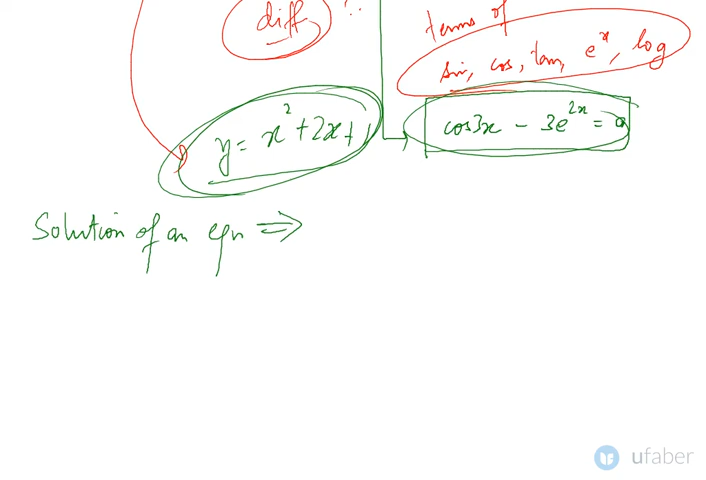 diff ??
terms of
sin, cos, tan, e^x, log
y = x^2 + 2x + 1
cos3x - 3e^{2x} = 0
Solution of an eqn ⇒
ufaber